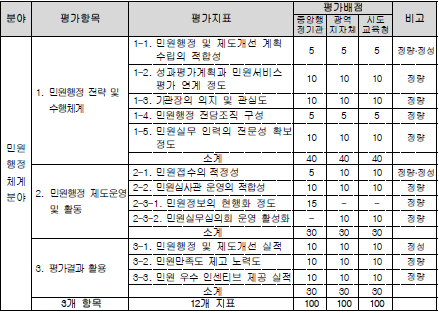 분야 평가항목 평가지표 평가배점 비고
중앙행정기관 광역지자체 시도교육청
민원행정체계분야
1. 민원행정 전략 및 수행체계
1-1. 민원행정 및 제도개선 계획 수립의 적합성 5 5 5 정량·정성
1-2. 성과평가계획과 민원서비스 평가 연계 정도 10 10 10 정량
1-3. 기관장의 의지 및 관심도 10 10 10 정량
1-4. 민원행정 전담조직 구성 5 5 5 정량
1-5. 민원실무 인력의 전문성 확보 정도 10 10 10 정량
소계 40 40 40
2. 민원행정 제도운영 및 활동
2-1. 민원접수의 적정성 5 10 10 정량·정성
2-2. 민원심사관 운영의 적합성 10 10 10 정량
2-3-1. 민원정보의 현행화 정도 15 - - 정량
2-3-2. 민원실무심의회 운영 활성화 - 10 10 정량
소계 30 30 30
3. 평가결과 활용
3-1. 민원행정 및 제도개선 실적 10 10 10 정성
3-2. 민원만족도 제고 노력도 10 10 10 정량
3-3. 민원 우수 인센티브 제공 실적 10 10 10 정량
소계 30 30 30
3개 항목 12개 지표 100 100 100